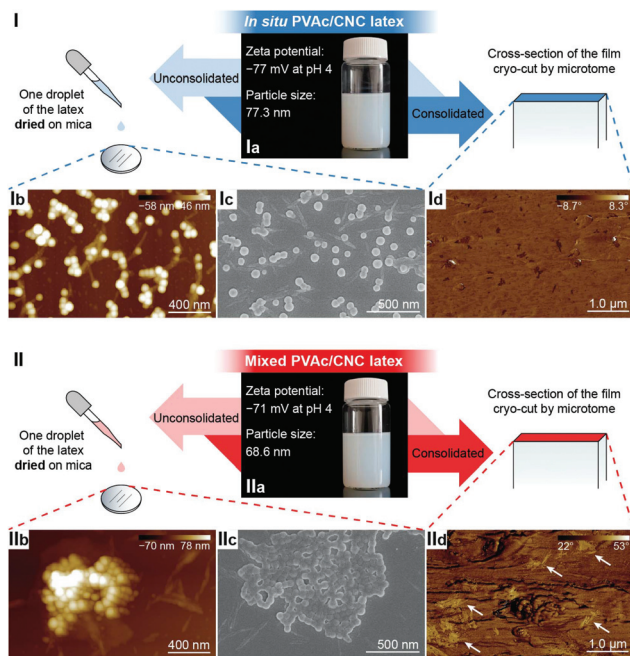 I
In situ PVAc/CNC latex
One droplet
of the latex
dried on mica
Unconsolidated
Zeta potential:
−77 mV at pH 4
Particle size:
77.3 nm
Ia
Consolidated
Cross-section of the film
cryo-cut by microtome
Ib
−58 nm 46 nm
400 nm
Ic
500 nm
Id
−8.7° 8.3°
1.0 μm
II
Mixed PVAc/CNC latex
One droplet
of the latex
dried on mica
Unconsolidated
Zeta potential:
−71 mV at pH 4
Particle size:
68.6 nm
IIa
Consolidated
Cross-section of the film
cryo-cut by microtome
IIb
−70 nm 78 nm
400 nm
IIc
500 nm
IId
22° 53°
1.0 μm